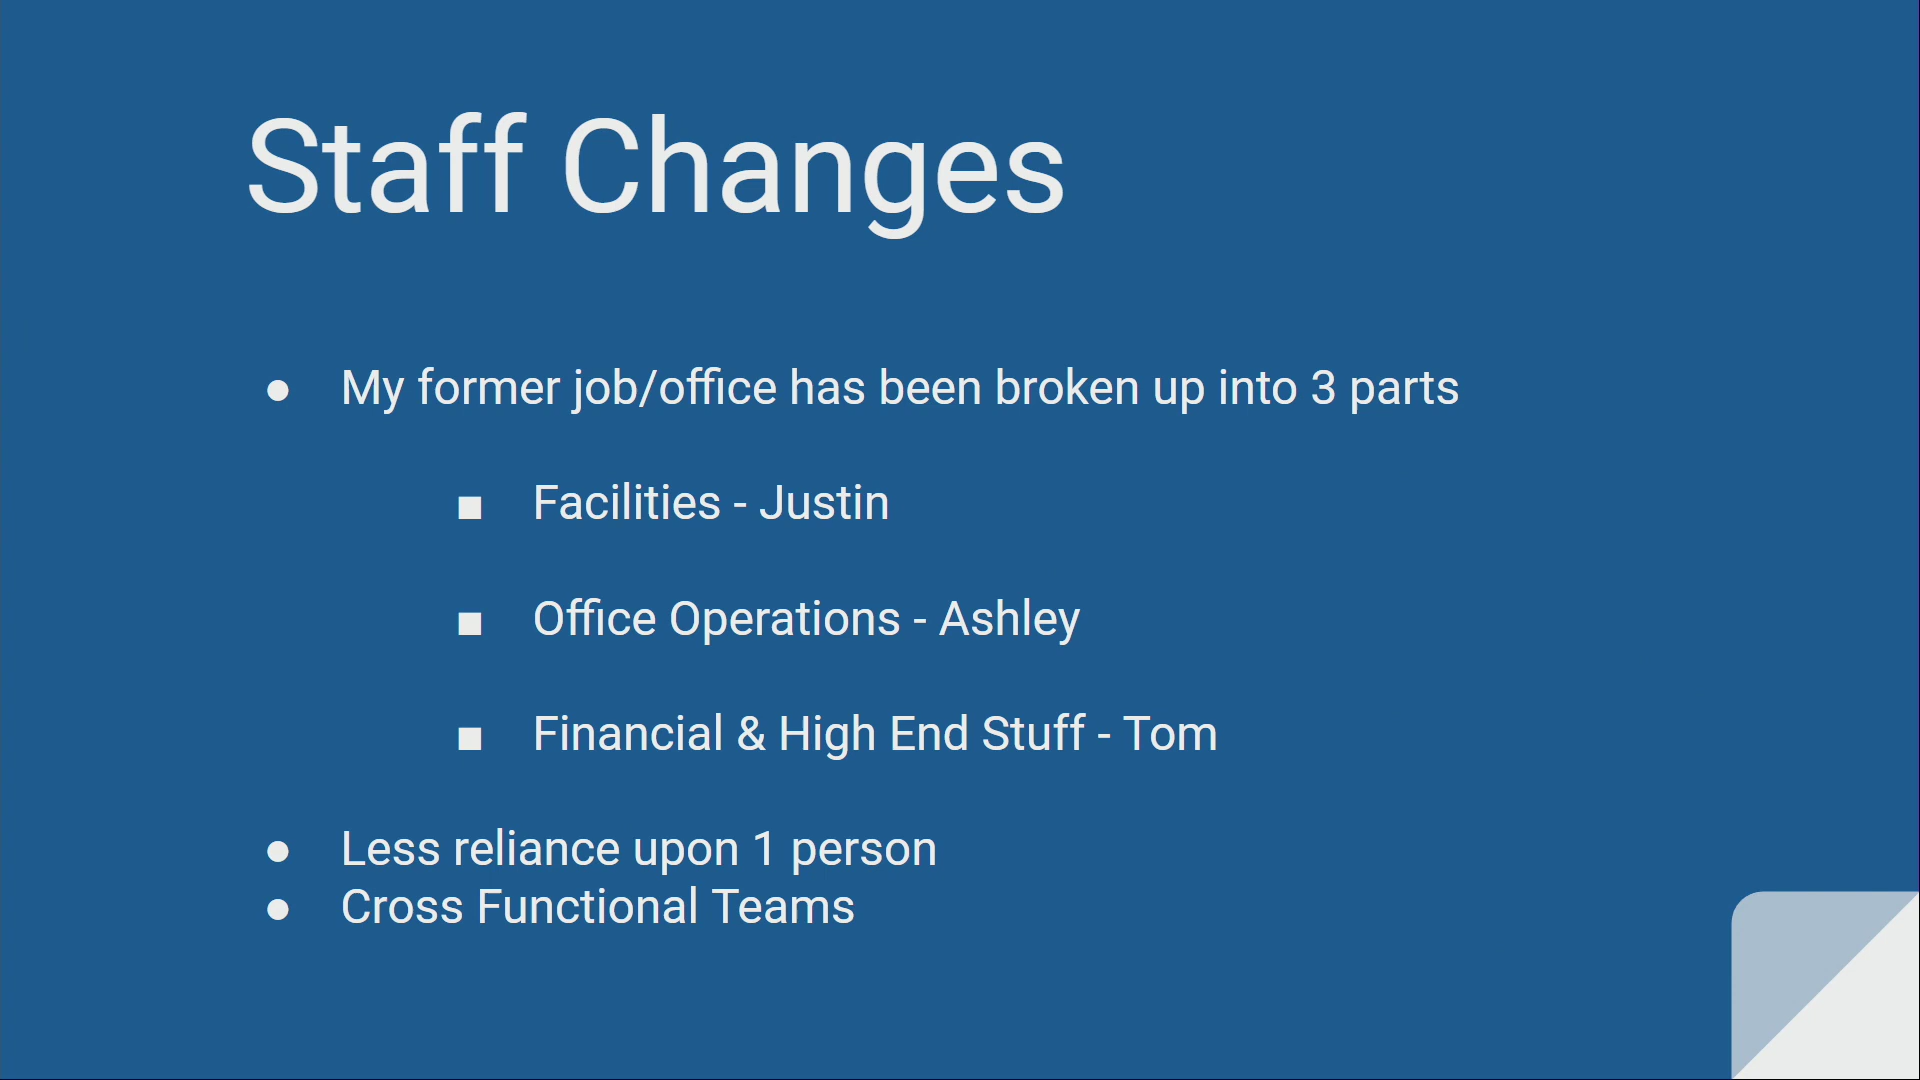 Staff Changes
● My former job/office has been broken up into 3 parts
■ Facilities - Justin
■ Office Operations - Ashley
■ Financial & High End Stuff - Tom
● Less reliance upon 1 person
● Cross Functional Teams